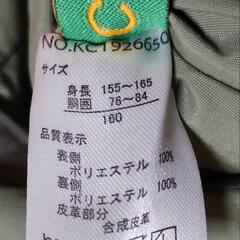 NO.KCT92665
サイズ
身長 155～165
胴囲 76～84
160
品質表示
表側
ポリエステル 100%
裏側
ポリエステル 100%
皮革部分
合成皮革